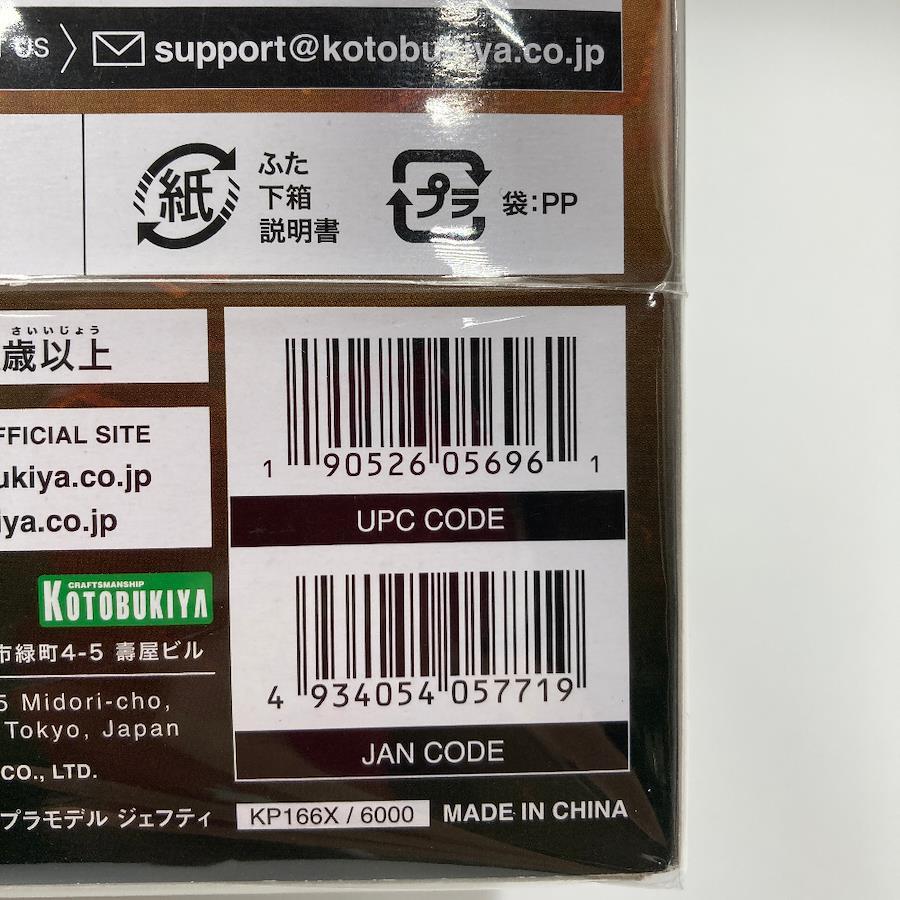 US 〉 support@kotobukiya.co.jp
紙
ふた
下箱
説明書
プラ
袋:PP
さいいじょう
歳以上
FFICIAL SITE
ukiya.co.jp
iya.co.jp
1 90526 05696 1
UPC CODE
CRAFTSMANSHIP
KOTOBUKIYA
市緑町4-5 壽屋ビル
5 Midori-cho,
Tokyo, Japan
CO., LTD.
プラモデル ジェフティ
4 934054 057719
JAN CODE
KP166X / 6000
MADE IN CHINA